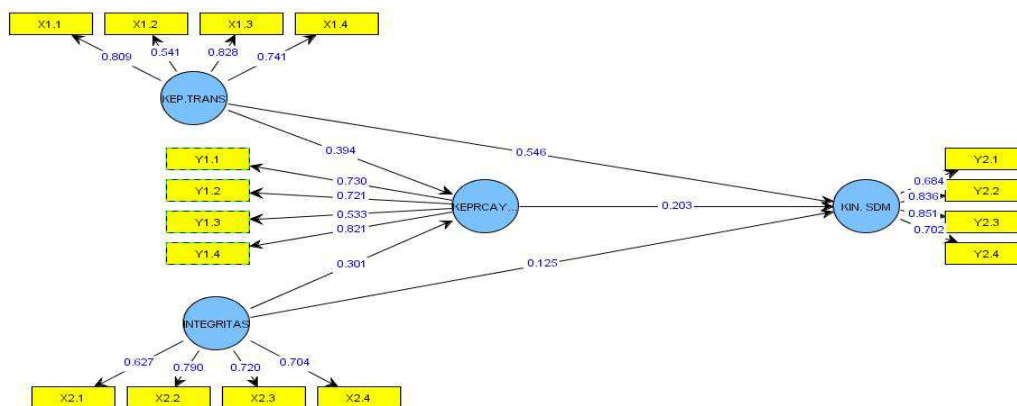 X1.1 X1.2 X1.3 X1.4
0.809 0.541 0.828 0.741
KEP.TRANS
0.394 0.546
Y1.1
Y1.2
Y1.3
Y1.4
0.730
0.721
0.533
0.821
KEPRCAY...
0.203
KIN. SDM
0.684
0.836
0.851
0.702
Y2.1
Y2.2
Y2.3
Y2.4
0.301
0.125
INTEGRITAS
0.627 0.790 0.720 0.704
X2.1 X2.2 X2.3 X2.4